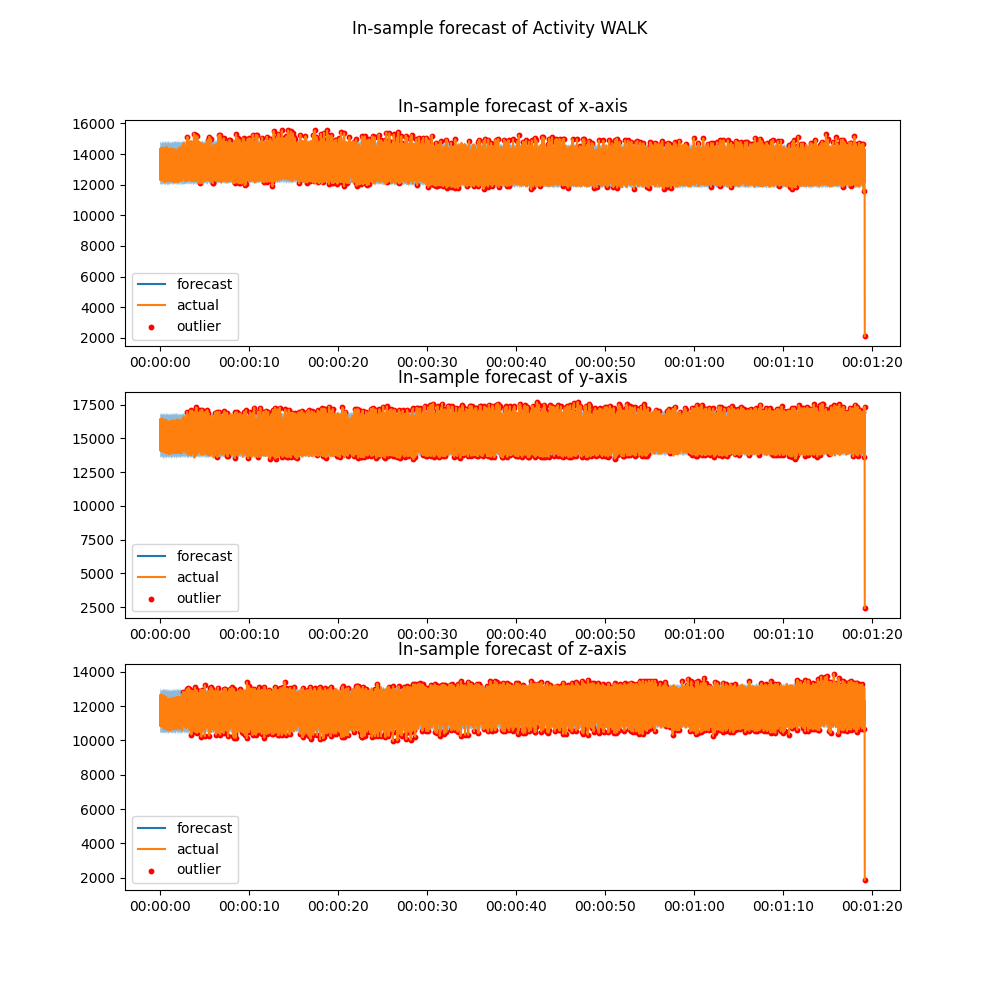 In-sample forecast of Activity WALK
In-sample forecast of x-axis
16000
14000
12000
10000
8000
6000
4000
2000
forecast
actual
outlier
00:00:00 00:00:10 00:00:20 00:00:30 00:00:40 00:00:50 00:01:00 00:01:10 00:01:20
In-sample forecast of y-axis
17500
15000
12500
10000
7500
5000
2500
forecast
actual
outlier
00:00:00 00:00:10 00:00:20 00:00:30 00:00:40 00:00:50 00:01:00 00:01:10 00:01:20
In-sample forecast of z-axis
14000
12000
10000
8000
6000
4000
2000
forecast
actual
outlier
00:00:00 00:00:10 00:00:20 00:00:30 00:00:40 00:00:50 00:01:00 00:01:10 00:01:20